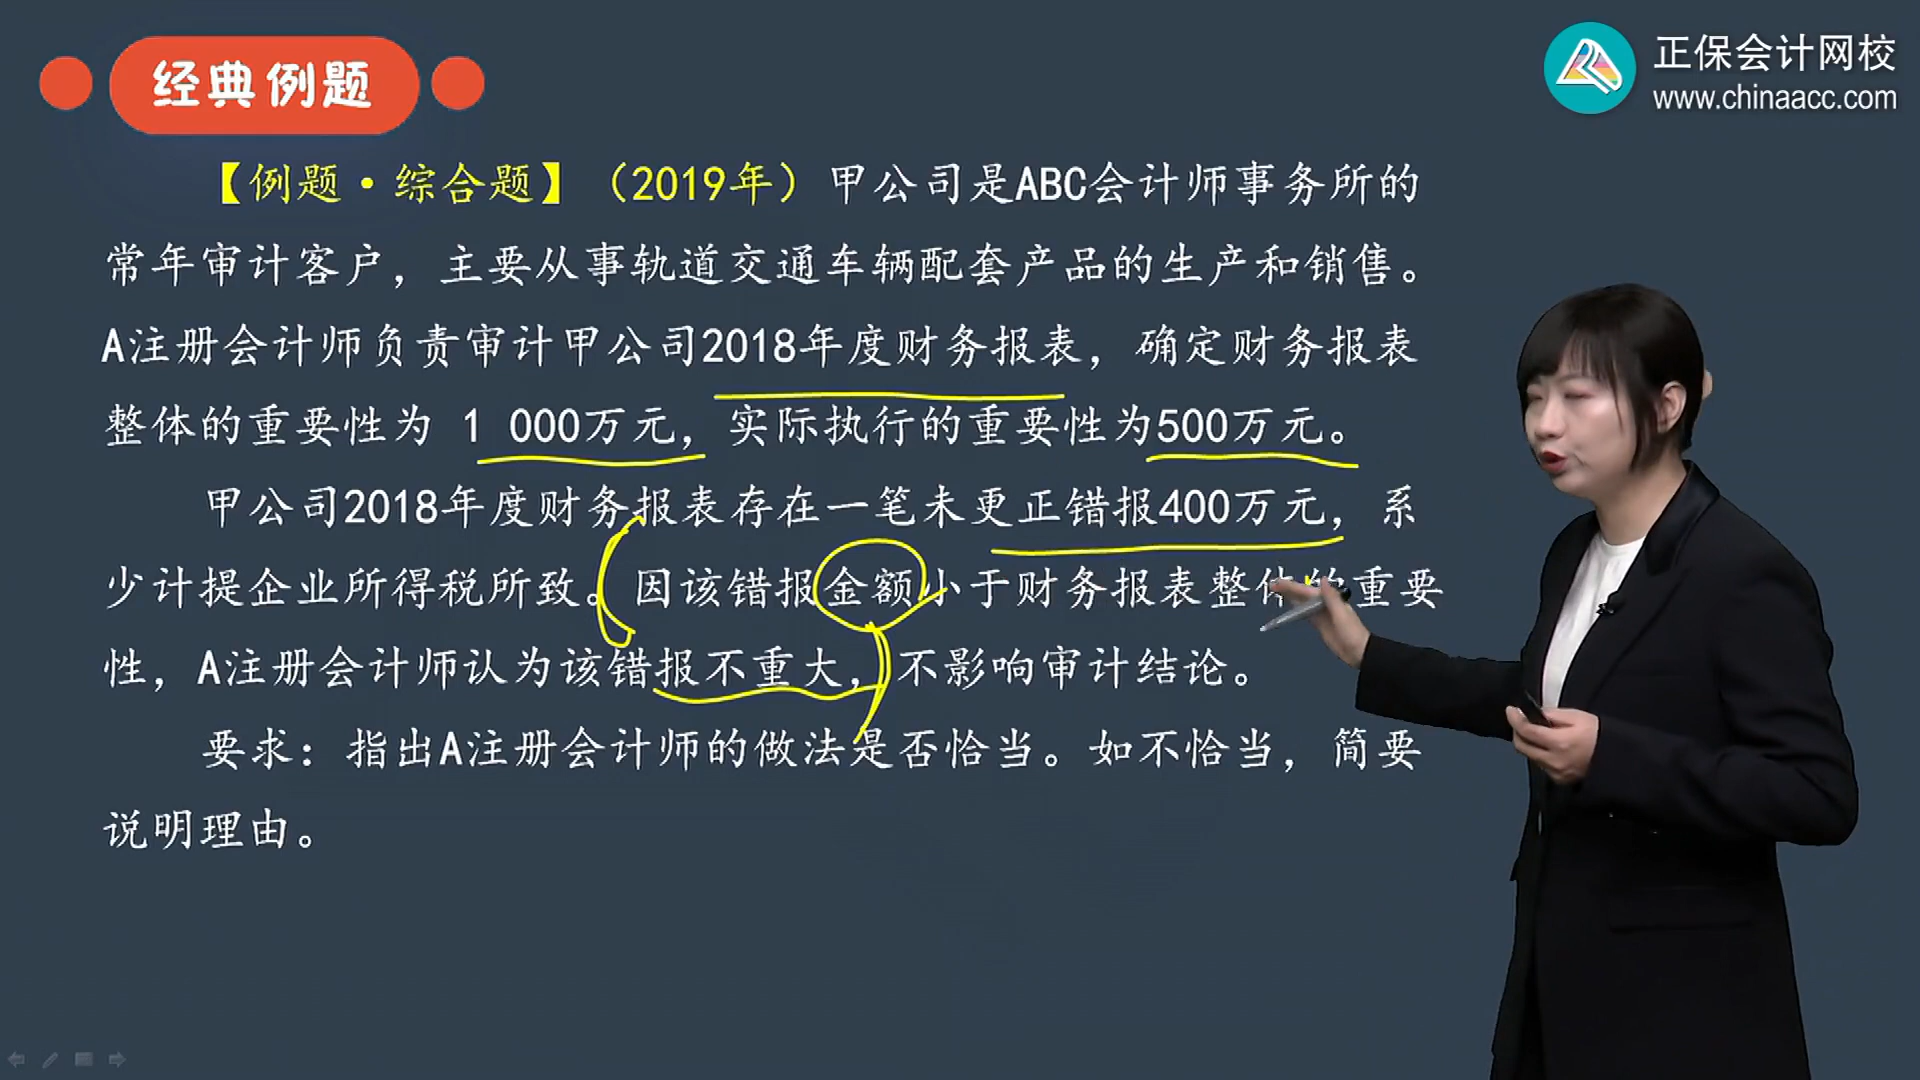 经典例题
正保会计网校
www.chinaacc.com
【例题·综合题】（2019年）甲公司是ABC会计师事务所的
常年审计客户，主要从事轨道交通车辆配套产品的生产和销售。
A注册会计师负责审计甲公司2018年度财务报表，确定财务报表
整体的重要性为 1 000万元，实际执行的重要性为500万元。
甲公司2018年度财务报表存在一笔未更正错报400万元，系
少计提企业所得税所致。因该错报金额小于财务报表整体的重要
性，A注册会计师认为该错报不重大，不影响审计结论。
要求：指出A注册会计师的做法是否恰当。如不恰当，简要
说明理由。